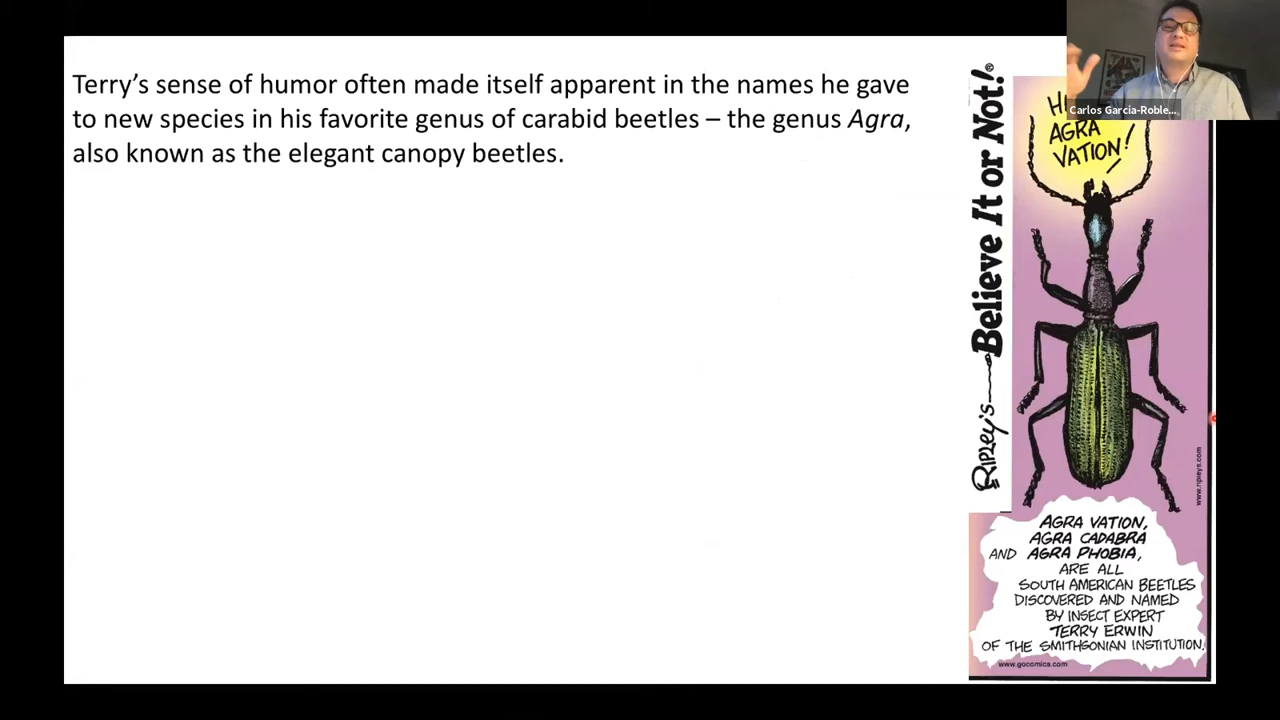 Terry’s sense of humor often made itself apparent in the names he gave
to new species in his favorite genus of carabid beetles – the genus Agra,
also known as the elegant canopy beetles.
Carlos Garcia-Roble...
AGRA
VATION!
Ripley's Believe It or Not!®
www.ripleys.com
AGRA VATION,
AGRA CADABRA
AND AGRA PHOBIA,
ARE ALL
SOUTH AMERICAN BEETLES
DISCOVERED AND NAMED
BY INSECT EXPERT
TERRY ERWIN
OF THE SMITHSONIAN INSTITUTION.
www.gocomics.com